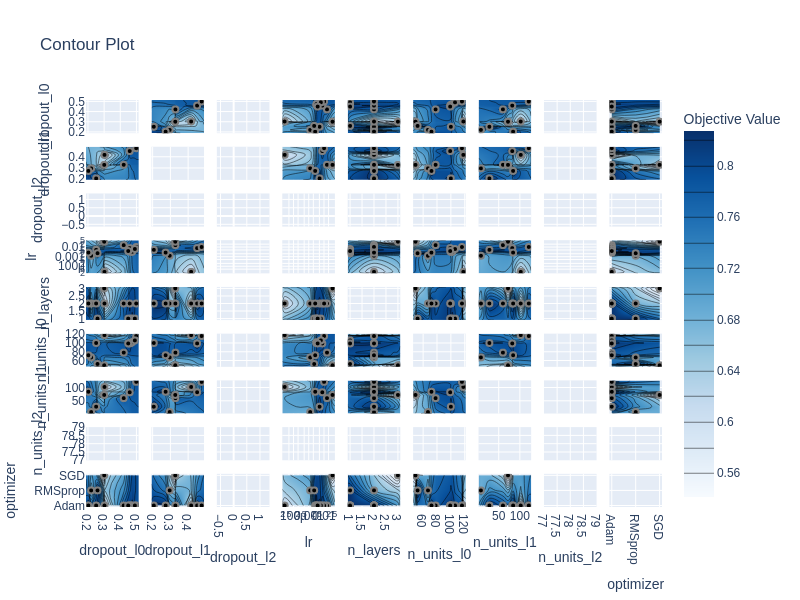 Contour Plot
Objective Value
dropout_l0
0.5
0.4
0.3
0.2
0.4
0.2
dropout_l2
1
0.5
0
−0.5
lr
0.01
0.001
n_layers
3
2.5
2
1
n_units_l0
120
100
80
60
n_units_l1
100
50
n_units_l2
79
78.5
78
77.5
77
optimizer
SGD
RMSprop
Adam
0.2 0.3 0.4 0.5
0.2 0.3 0.4
−0.5 0 0.5 1
1 1.5 2 2.5 3
60 80 100 120
50 100
77 77.5 78 78.5 79
Adam RMSprop SGD
dropout_l0
dropout_l1
dropout_l2
lr
n_layers
n_units_l0
n_units_l1
n_units_l2
optimizer
0.8
0.76
0.72
0.68
0.64
0.6
0.56